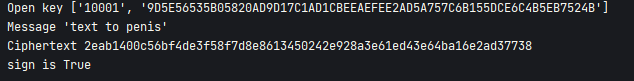 Open key ['10001', '9D5E56535B05820AD9D17C1AD1CBEEAEFEE2AD5A757C6B155DCE6C4B5EB7524B']
Message 'text to penis'
Ciphertext 2eab1400c56bf4de3f58f7d8e8613450242e928a3e61ed43e64ba16e2ad37738
sign is True